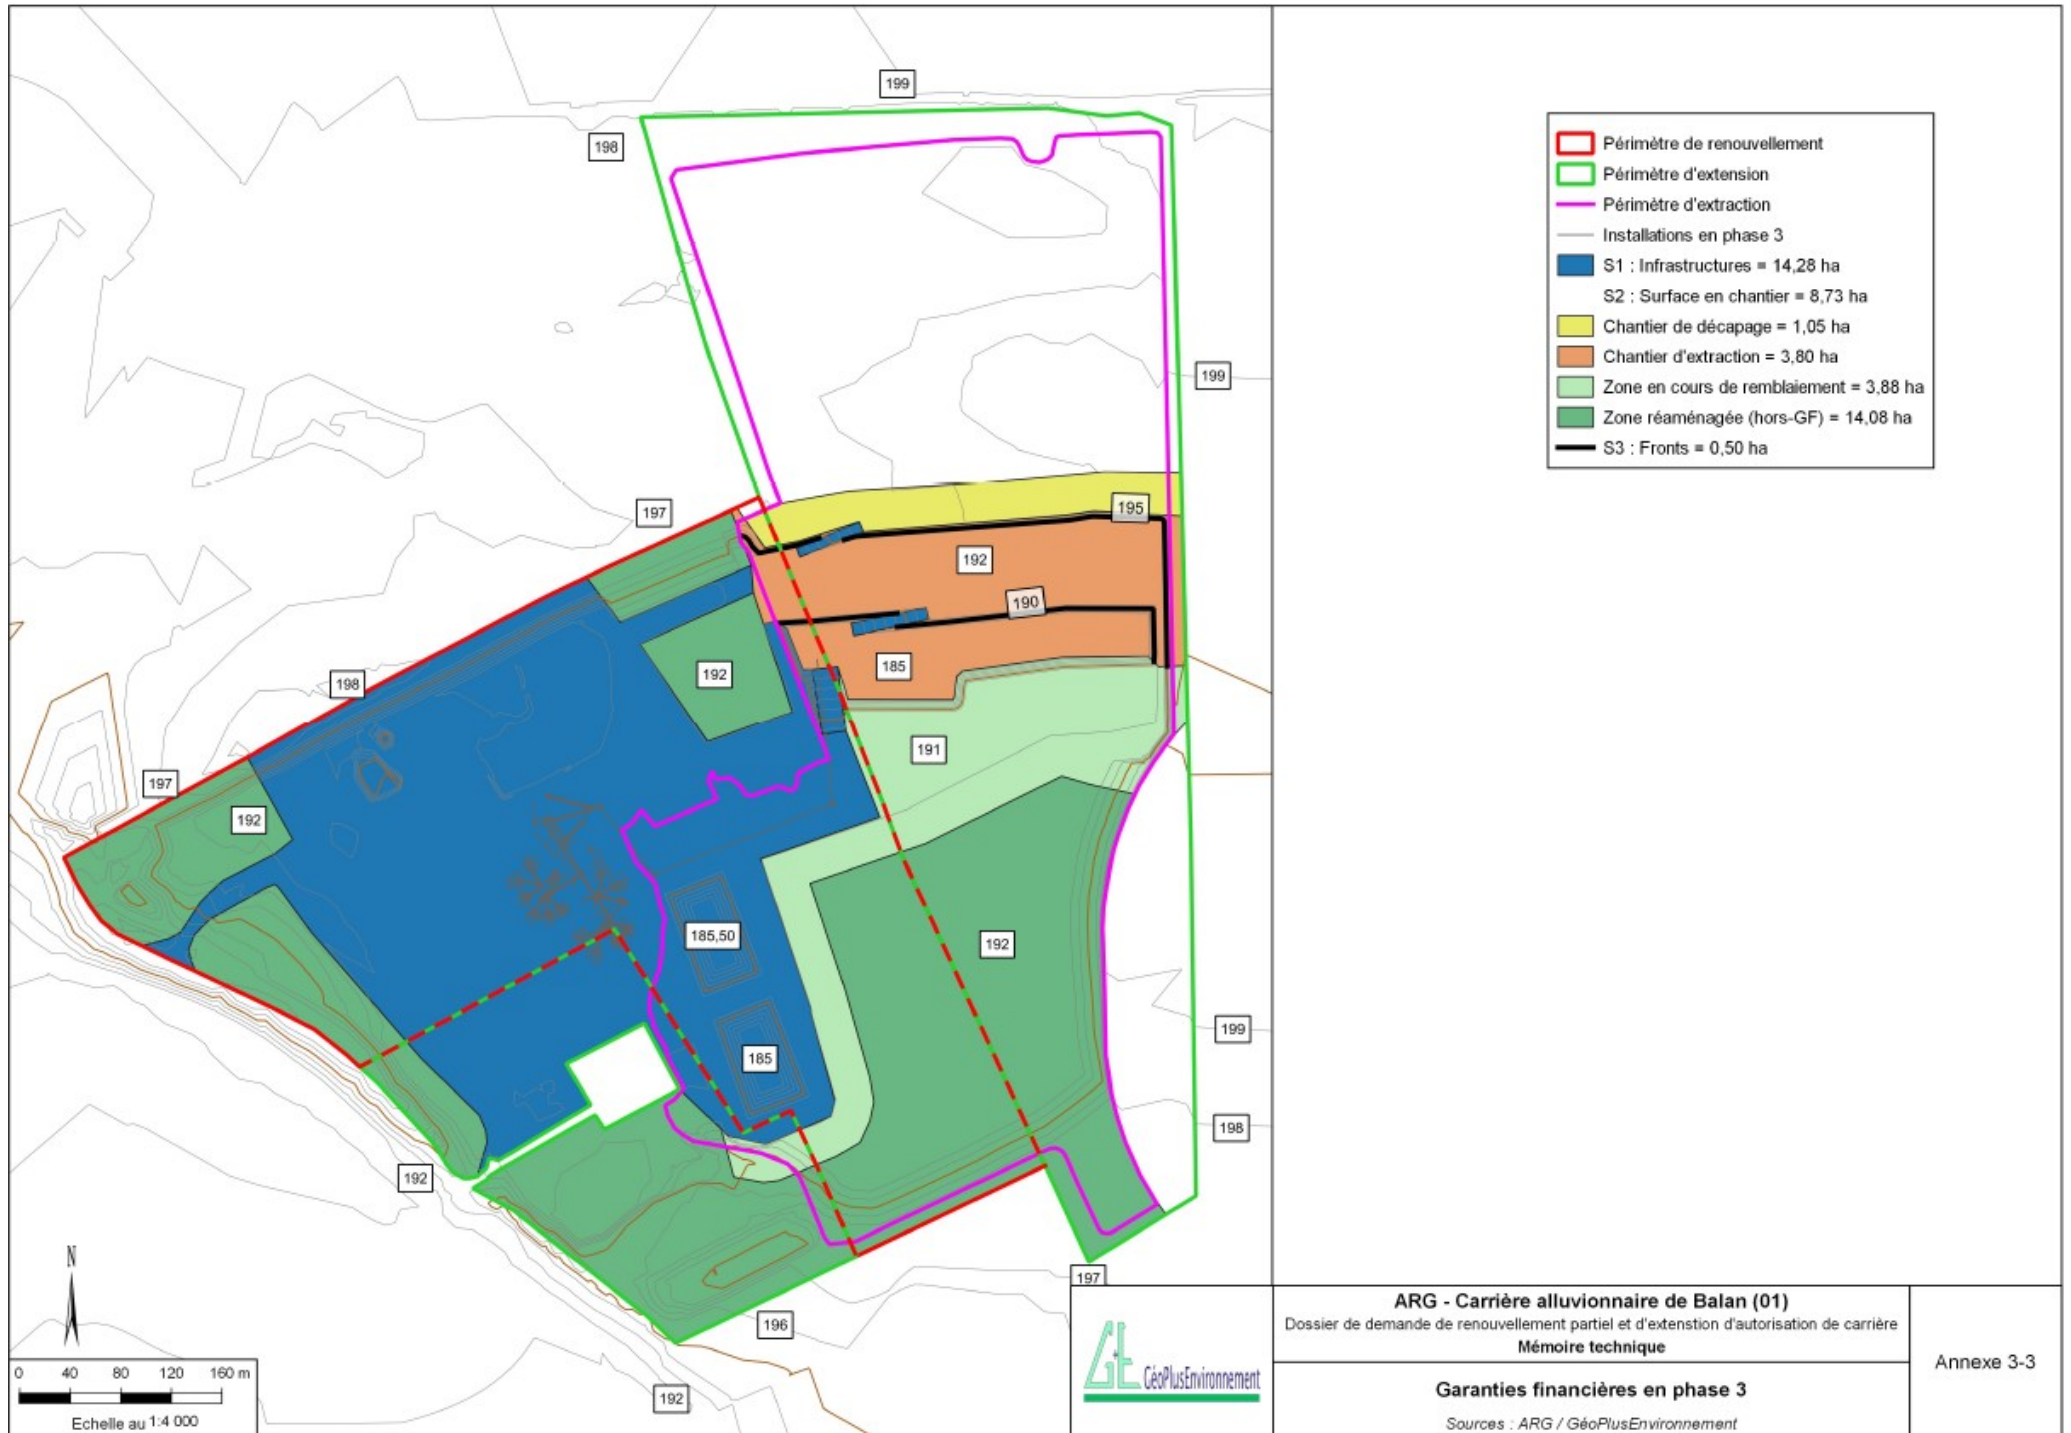 199
198
Périmètre de renouvellement
Périmètre d'extension
Périmètre d'extraction
Installations en phase 3
S1 : Infrastructures = 14,28 ha
S2 : Surface en chantier = 8,73 ha
Chantier de décapage = 1,05 ha
Chantier d'extraction = 3,80 ha
Zone en cours de remblaiement = 3,88 ha
Zone réaménagée (hors-GF) = 14,08 ha
S3 : Fronts = 0,50 ha
199
197
195
192
190
185
192
198
191
197
192
185,50
192
199
185
198
192
197
196
192
N
0 40 80 120 160 m
Echelle au 1:4 000
GéoPlusEnvironnement
ARG - Carrière alluvionnaire de Balan (01)
Dossier de demande de renouvellement partiel et d'extenstion d'autorisation de carrière
Mémoire technique
Garanties financières en phase 3
Sources : ARG / GéoPlusEnvironnement
Annexe 3-3